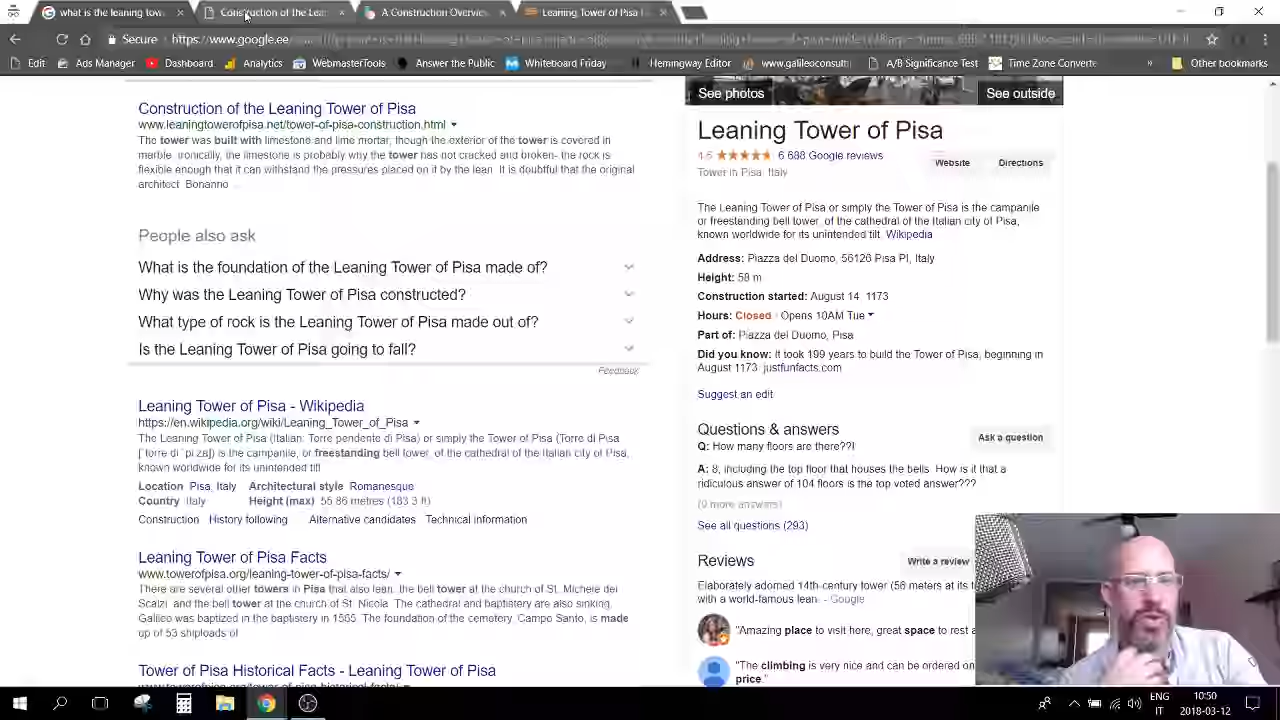 what is the leaning tow
Construction of the Lean
A Construction Overview
Leaning Tower of Pisa
Secure
https://www.google.ee
Edit
Ads Manager
Dashboard
Analytics
WebmasterTools
Answer the Public
Whiteboard Friday
Hemingway Editor
www.galileoconsult
A/B Significance Test
Time Zone Converte
»
Other bookmarks
Construction of the Leaning Tower of Pisa
www.leaningtowerofpisa.net/tower-of-pisa-construction.html
The tower was built with limestone and lime mortar, though the exterior of the tower is covered in
marble. Ironically, the limestone is probably why the tower has not cracked and broken- the rock is
flexible enough that it can withstand the pressures placed on it by the lean. It is doubtful that the original
architect, Bonanno ...
People also ask
What is the foundation of the Leaning Tower of Pisa made of?
Why was the Leaning Tower of Pisa constructed?
What type of rock is the Leaning Tower of Pisa made out of?
Is the Leaning Tower of Pisa going to fall?
Feedback
Leaning Tower of Pisa - Wikipedia
https://en.wikipedia.org/wiki/Leaning_Tower_of_Pisa
The Leaning Tower of Pisa (Italian: Torre pendente di Pisa) or simply the Tower of Pisa (Torre di Pisa
[ˈtorre di ˈpiːza]) is the campanile, or freestanding bell tower, of the cathedral of the Italian city of Pisa,
known worldwide for its unintended tilt.
Location: Pisa, Italy Architectural style: Romanesque
Country: Italy Height (max): 55.86 metres (183.3 ft)
Construction · History following · Alternative candidates · Technical information
Leaning Tower of Pisa Facts
www.towerofpisa.org/leaning-tower-of-pisa-facts/
There are several other towers in Pisa that also lean: the bell tower at the church of St. Michele dei
Scalzi, and the bell tower at the church of St. Nicola. The cathedral and baptistery are also sinking.
Galileo was baptized in the baptistery in 1565. The foundation of the cemetery, Campo Santo, is made
up of 53 shiploads of
Tower of Pisa Historical Facts - Leaning Tower of Pisa
www.towerofpisa.org/tower-of-pisa-historical-facts/
See photos
See outside
Leaning Tower of Pisa
4.6 6,688 Google reviews
Tower in Pisa, Italy
Website
Directions
The Leaning Tower of Pisa or simply the Tower of Pisa is the campanile,
or freestanding bell tower, of the cathedral of the Italian city of Pisa,
known worldwide for its unintended tilt. Wikipedia
Address: Piazza del Duomo, 56126 Pisa PI, Italy
Height: 58 m
Construction started: August 14, 1173
Hours: Closed · Opens 10AM Tue
Part of: Piazza del Duomo, Pisa
Did you know: It took 199 years to build the Tower of Pisa, beginning in
August 1173. justfunfacts.com
Suggest an edit
Questions & answers
Q: How many floors are there??!
Ask a question
A: 8, including the top floor that houses the bells. How is it that a
ridiculous answer of 104 floors is the top voted answer???
(9 more answers)
See all questions (293)
Reviews
Write a review
Elaborately adorned 14th-century tower (56 meters at its t
with a world-famous lean. - Google
"Amazing place to visit here, great space to rest a
"The climbing is very nice and can be ordered on
price."
ENG
IT
10:50
2018-03-12